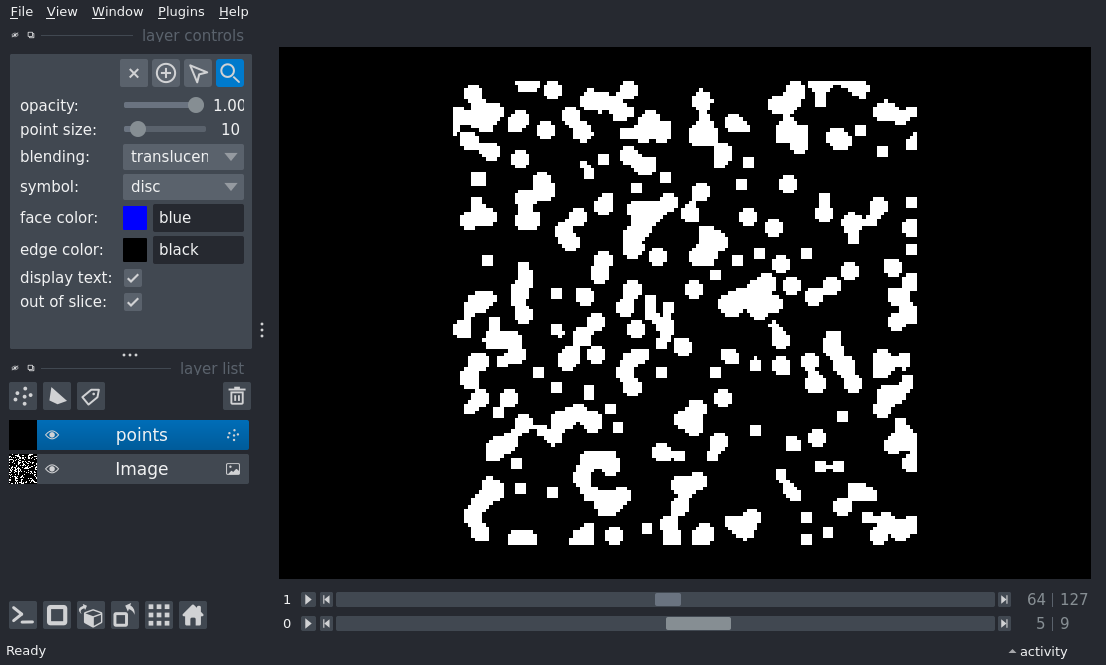 File View Window Plugins Help
layer controls
opacity: 1.00
point size: 10
blending: translucen
symbol: disc
face color: blue
edge color: black
display text:
out of slice:
layer list
points
Image
1 64 | 127
0 5 | 9
Ready activity